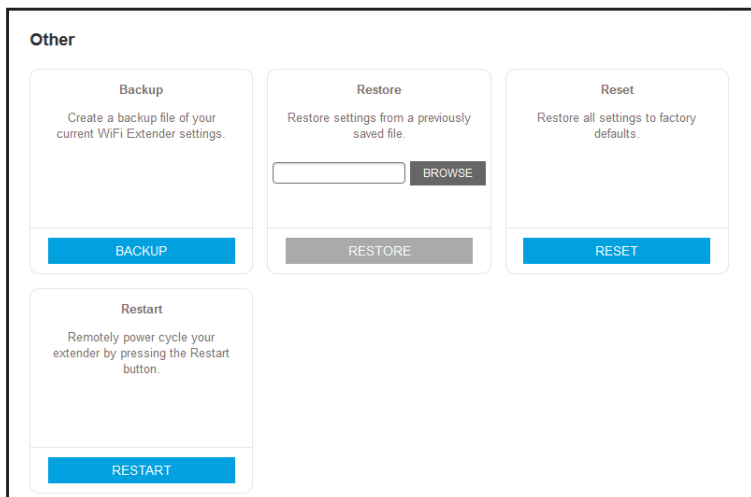 Other
Backup
Create a backup file of your
current WiFi Extender settings.
BACKUP
Restore
Restore settings from a previously
saved file.
BROWSE
RESTORE
Reset
Restore all settings to factory
defaults.
RESET
Restart
Remotely power cycle your
extender by pressing the Restart
button.
RESTART